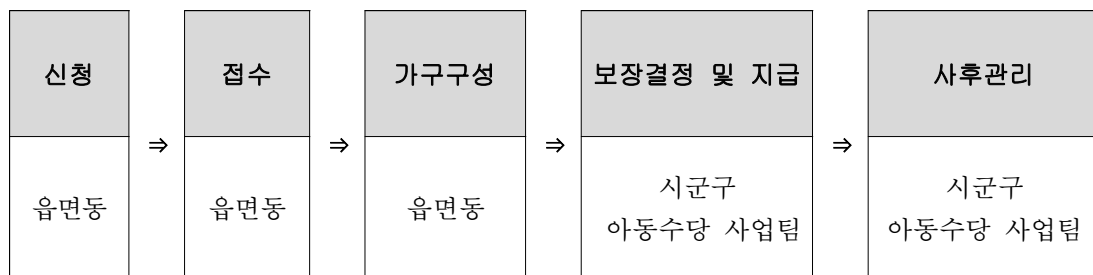 신청
접수
가구구성
보장결정 및 지급
사후관리
⇒
⇒
⇒
⇒
읍면동
읍면동
읍면동
시군구
아동수당 사업팀
시군구
아동수당 사업팀